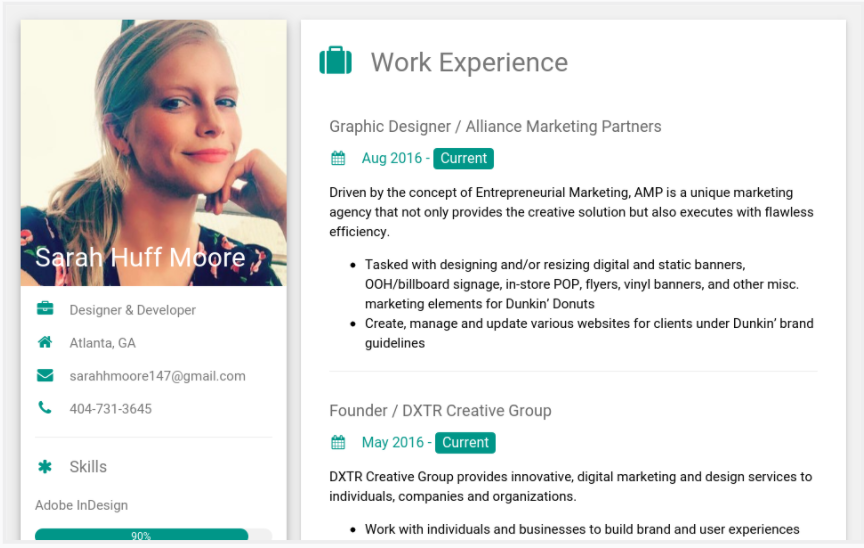 Sarah Huff Moore
Designer & Developer
Atlanta, GA
sarahhmoore147@gmail.com
404-731-3645
Skills
Adobe InDesign
90%
Work Experience
Graphic Designer / Alliance Marketing Partners
Aug 2016 - Current
Driven by the concept of Entrepreneurial Marketing, AMP is a unique marketing
agency that not only provides the creative solution but also executes with flawless
efficiency.
• Tasked with designing and/or resizing digital and static banners,
OOH/billboard signage, in-store POP, flyers, vinyl banners, and other misc.
marketing elements for Dunkin’ Donuts
• Create, manage and update various websites for clients under Dunkin’ brand
guidelines
Founder / DXTR Creative Group
May 2016 - Current
DXTR Creative Group provides innovative, digital marketing and design services to
individuals, companies and organizations.
• Work with individuals and businesses to build brand and user experiences